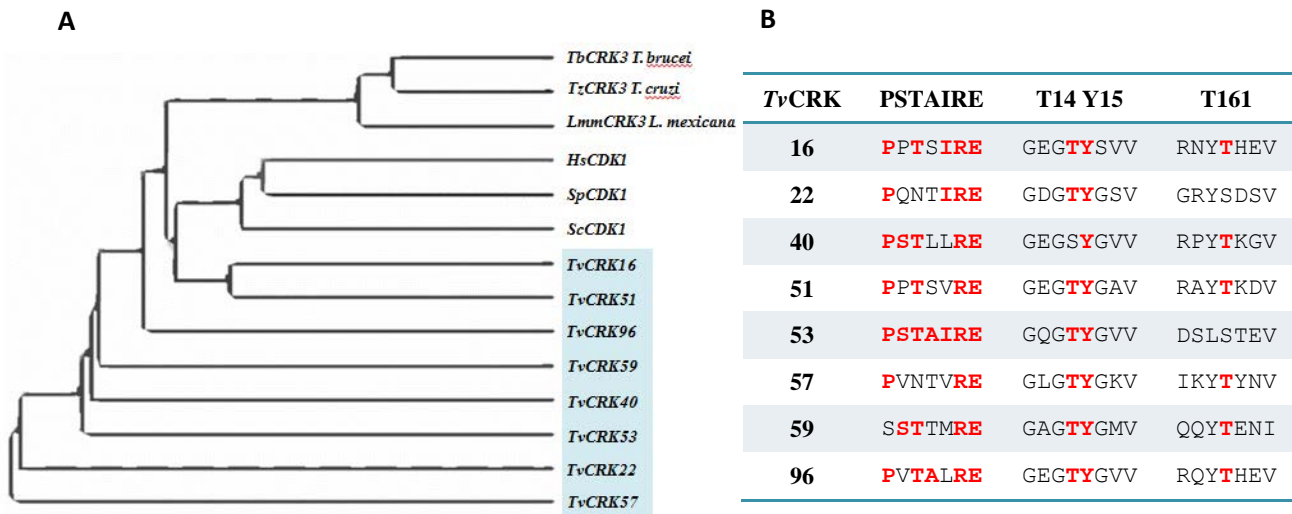 A
TbCRK3 T. brucei
TzCRK3 T. cruzi
LmmCRK3 L. mexicana
HsCDK1
SpCDK1
ScCDK1
TvCRK16
TvCRK51
TvCRK96
TvCRK59
TvCRK40
TvCRK53
TvCRK22
TvCRK57
B
TvCRK PSTAIRE T14 Y15 T161
16 PPTSIRE GEGTYSVV RNYTHEV
22 PQNTIRE GDGTYGSV GRYSDSV
40 PSTLLRE GEGSYGVV RPYTKGV
51 PPTSVRE GEGTYGAV RAYTKDV
53 PSTAIRE GQGTYGVV DSLSTEV
57 PVNTVRE GLGTYGKV IKYTYNV
59 SSTTMRE GAGTYGMV QQYTENI
96 PVTALRE GEGTYGVV RQYTHEV